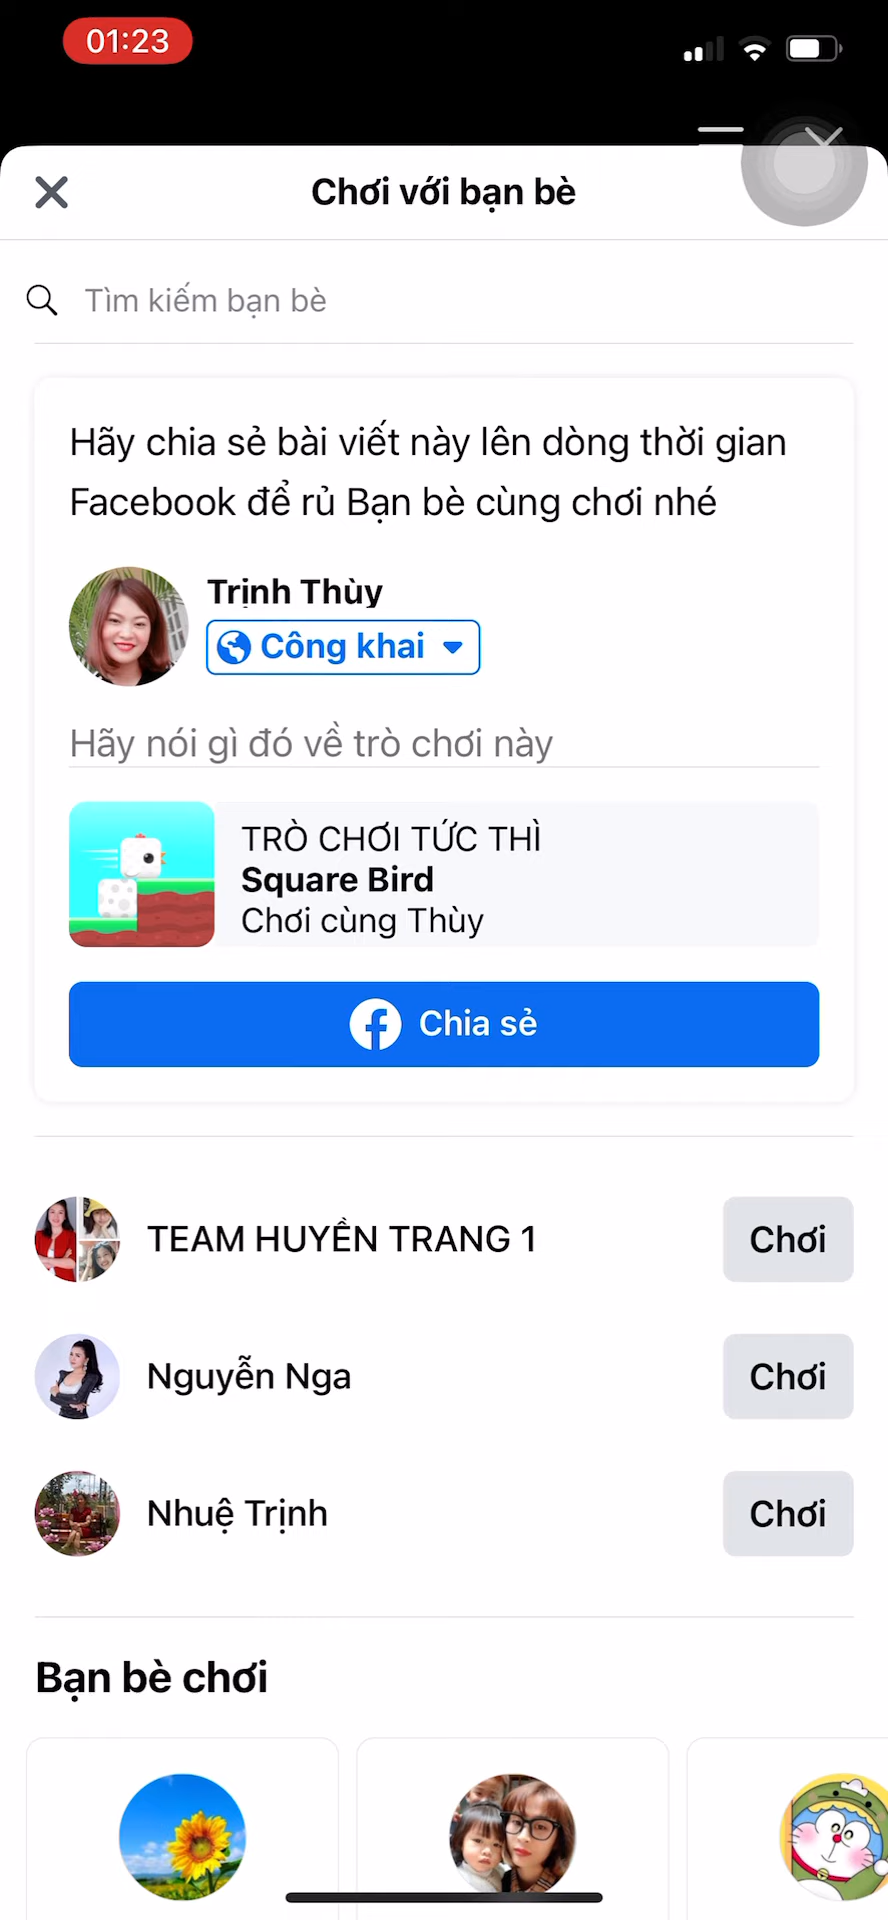 01:23
Chơi với bạn bè
Tìm kiếm bạn bè
Hãy chia sẻ bài viết này lên dòng thời gian
Facebook để rủ Bạn bè cùng chơi nhé
Trịnh Thùy
Công khai
Hãy nói gì đó về trò chơi này
TRÒ CHƠI TỨC THÌ
Square Bird
Chơi cùng Thùy
Chia sẻ
TEAM HUYỀN TRANG 1
Chơi
Nguyễn Nga
Chơi
Nhuệ Trịnh
Chơi
Bạn bè chơi